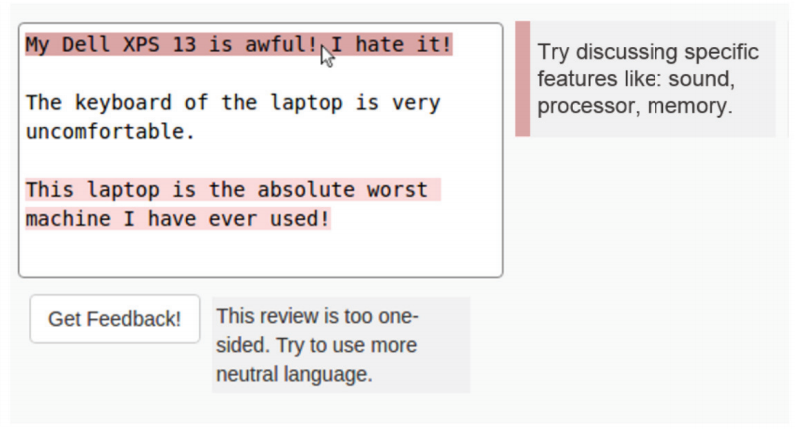 My Dell XPS 13 is awful! I hate it!
The keyboard of the laptop is very
uncomfortable.
This laptop is the absolute worst
machine I have ever used!
Try discussing specific
features like: sound,
processor, memory.
Get Feedback!
This review is too one-
sided. Try to use more
neutral language.